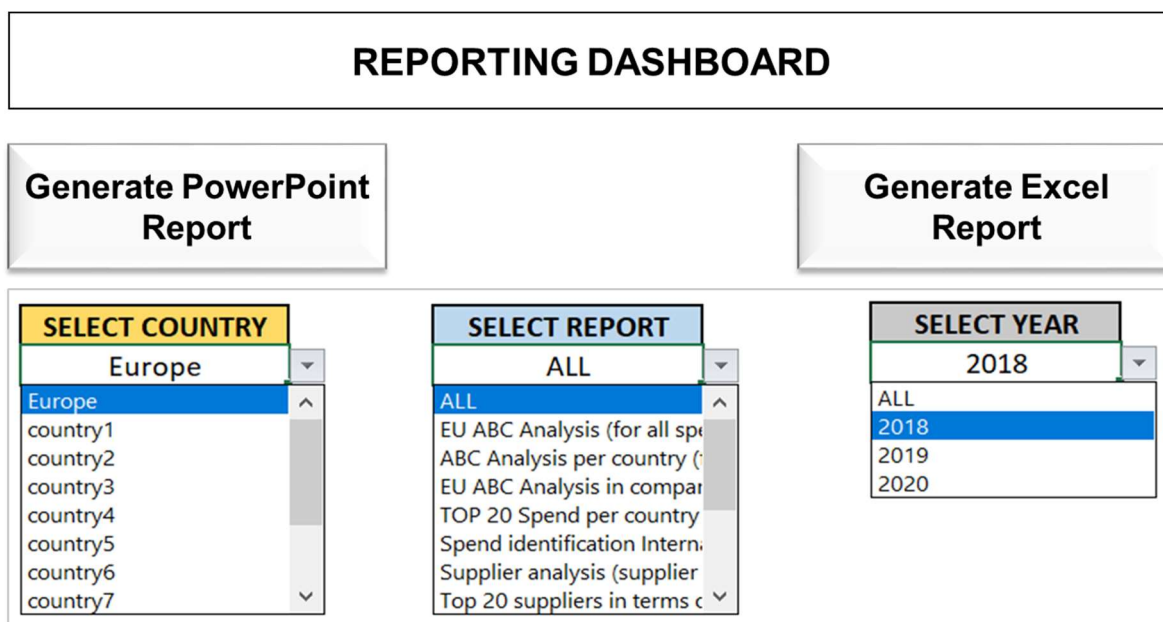 REPORTING DASHBOARD
Generate PowerPoint
Report
Generate Excel
Report
SELECT COUNTRY
Europe
Europe
country1
country2
country3
country4
country5
country6
country7
SELECT REPORT
ALL
ALL
EU ABC Analysis (for all
ABC Analysis per country
EU ABC Analysis in
TOP 20 Spend per country
Spend identification
Supplier analysis (supplier
Top 20 suppliers in terms
SELECT YEAR
2018
ALL
2018
2019
2020